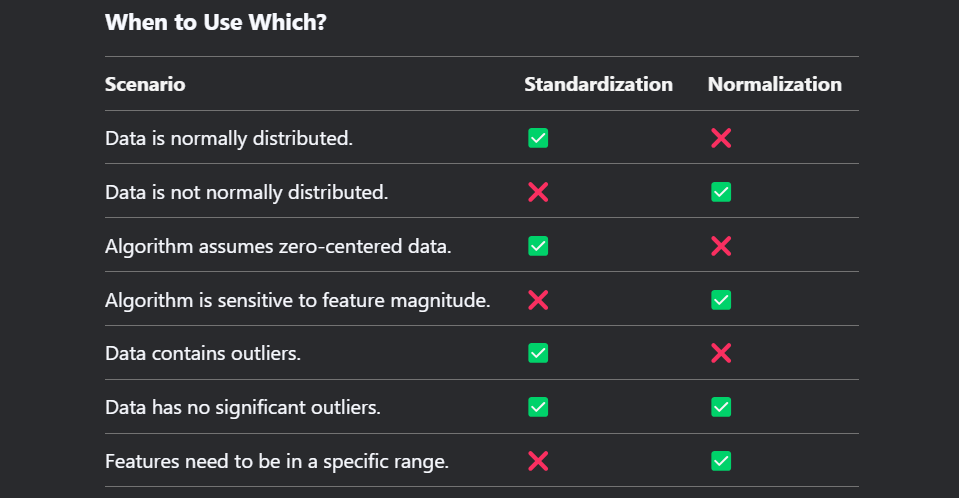 When to Use Which?
Scenario Standardization Normalization
Data is normally distributed. ✅ ❌
Data is not normally distributed. ❌ ✅
Algorithm assumes zero-centered data. ✅ ❌
Algorithm is sensitive to feature magnitude. ❌ ✅
Data contains outliers. ✅ ❌
Data has no significant outliers. ✅ ✅
Features need to be in a specific range. ❌ ✅